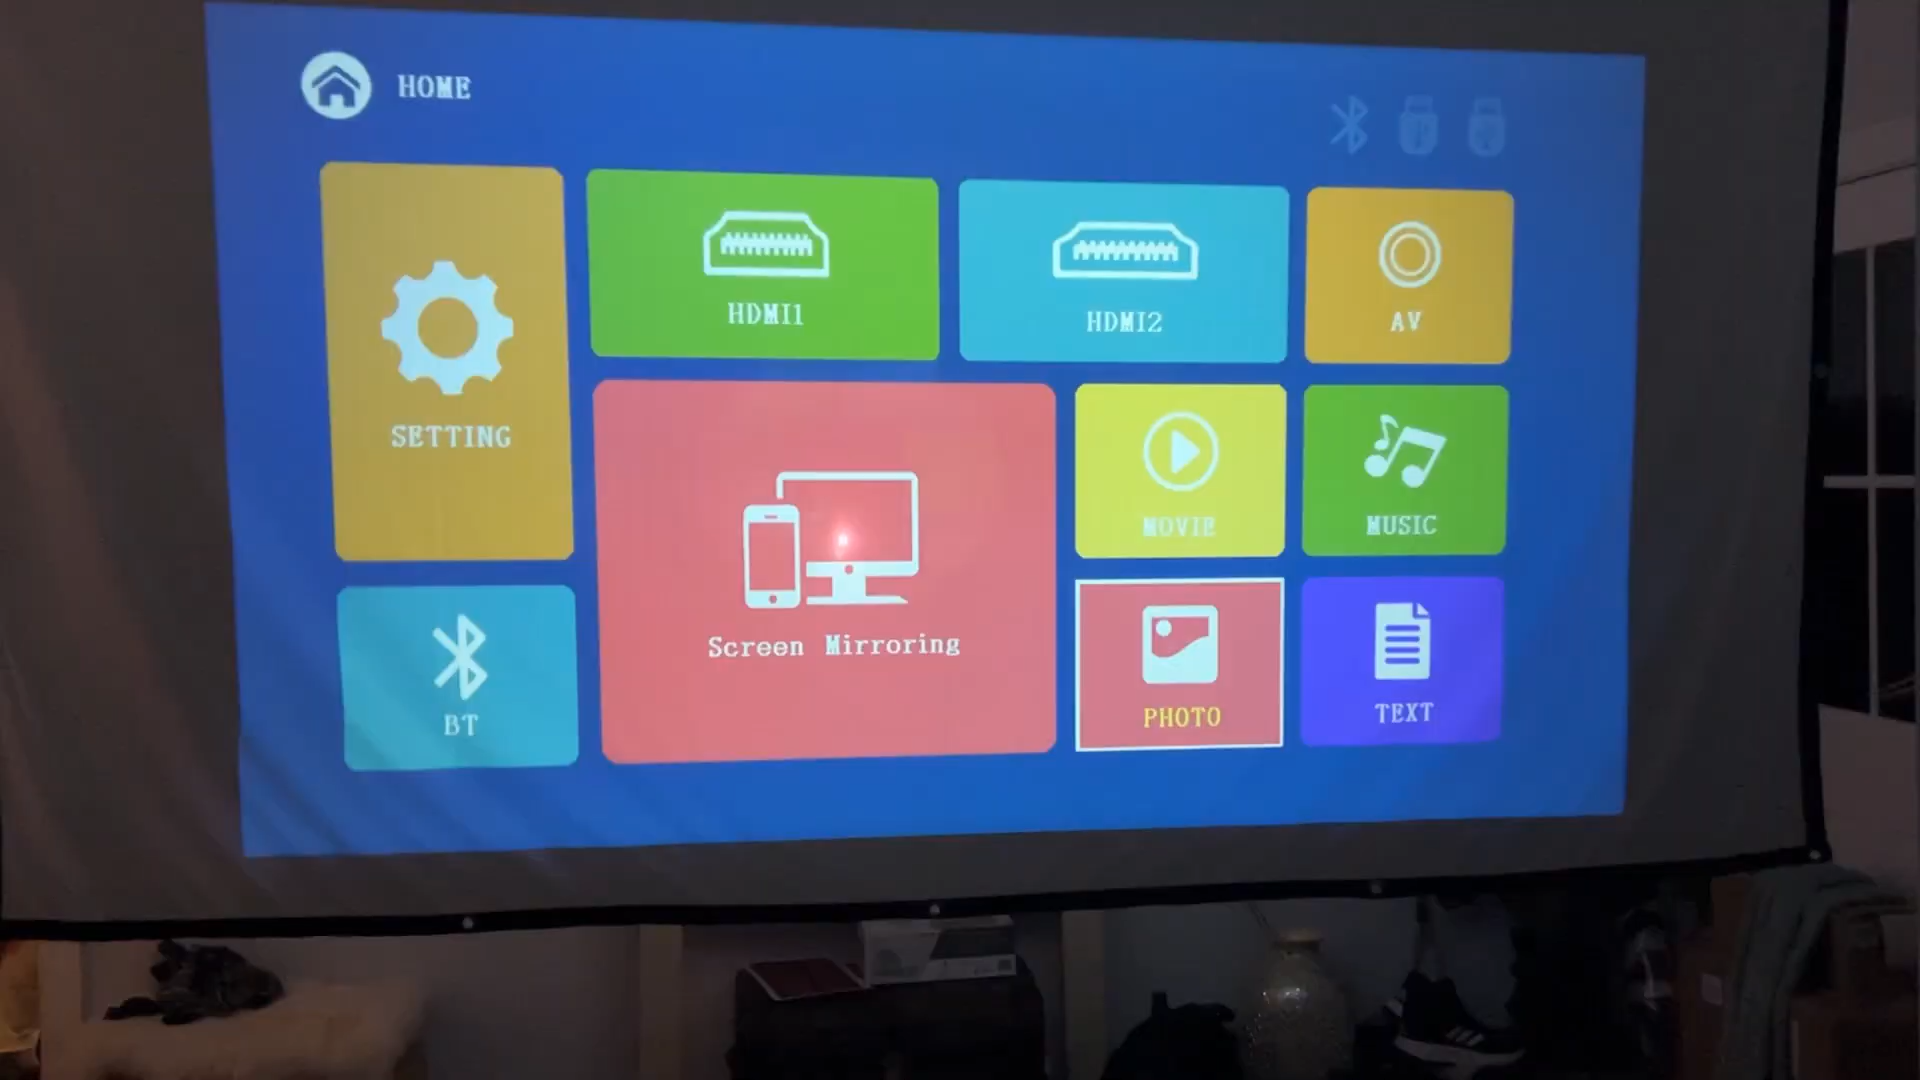 HOME
SETTING
HDMI1
HDMI2
AV
Screen Mirroring
MOVIE
MUSIC
BT
PHOTO
TEXT